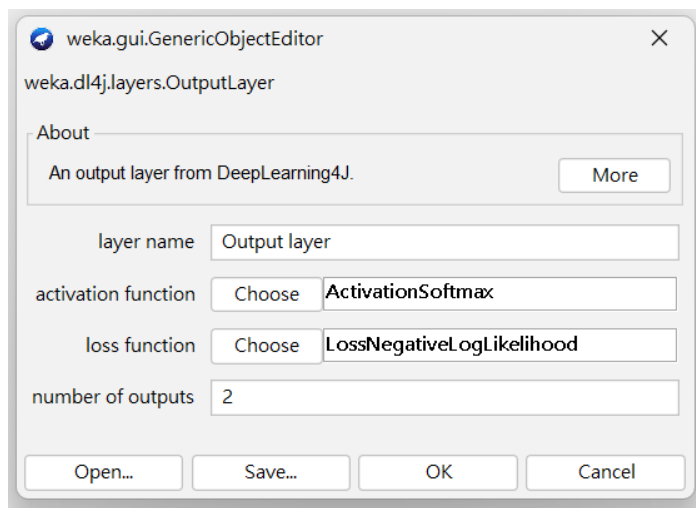 weka.gui.GenericObjectEditor
weka.dl4j.layers.OutputLayer
About
An output layer from DeepLearning4J.
More
layer name Output layer
activation function Choose ActivationSoftmax
loss function Choose LossNegativeLogLikelihood
number of outputs 2
Open... Save... OK Cancel